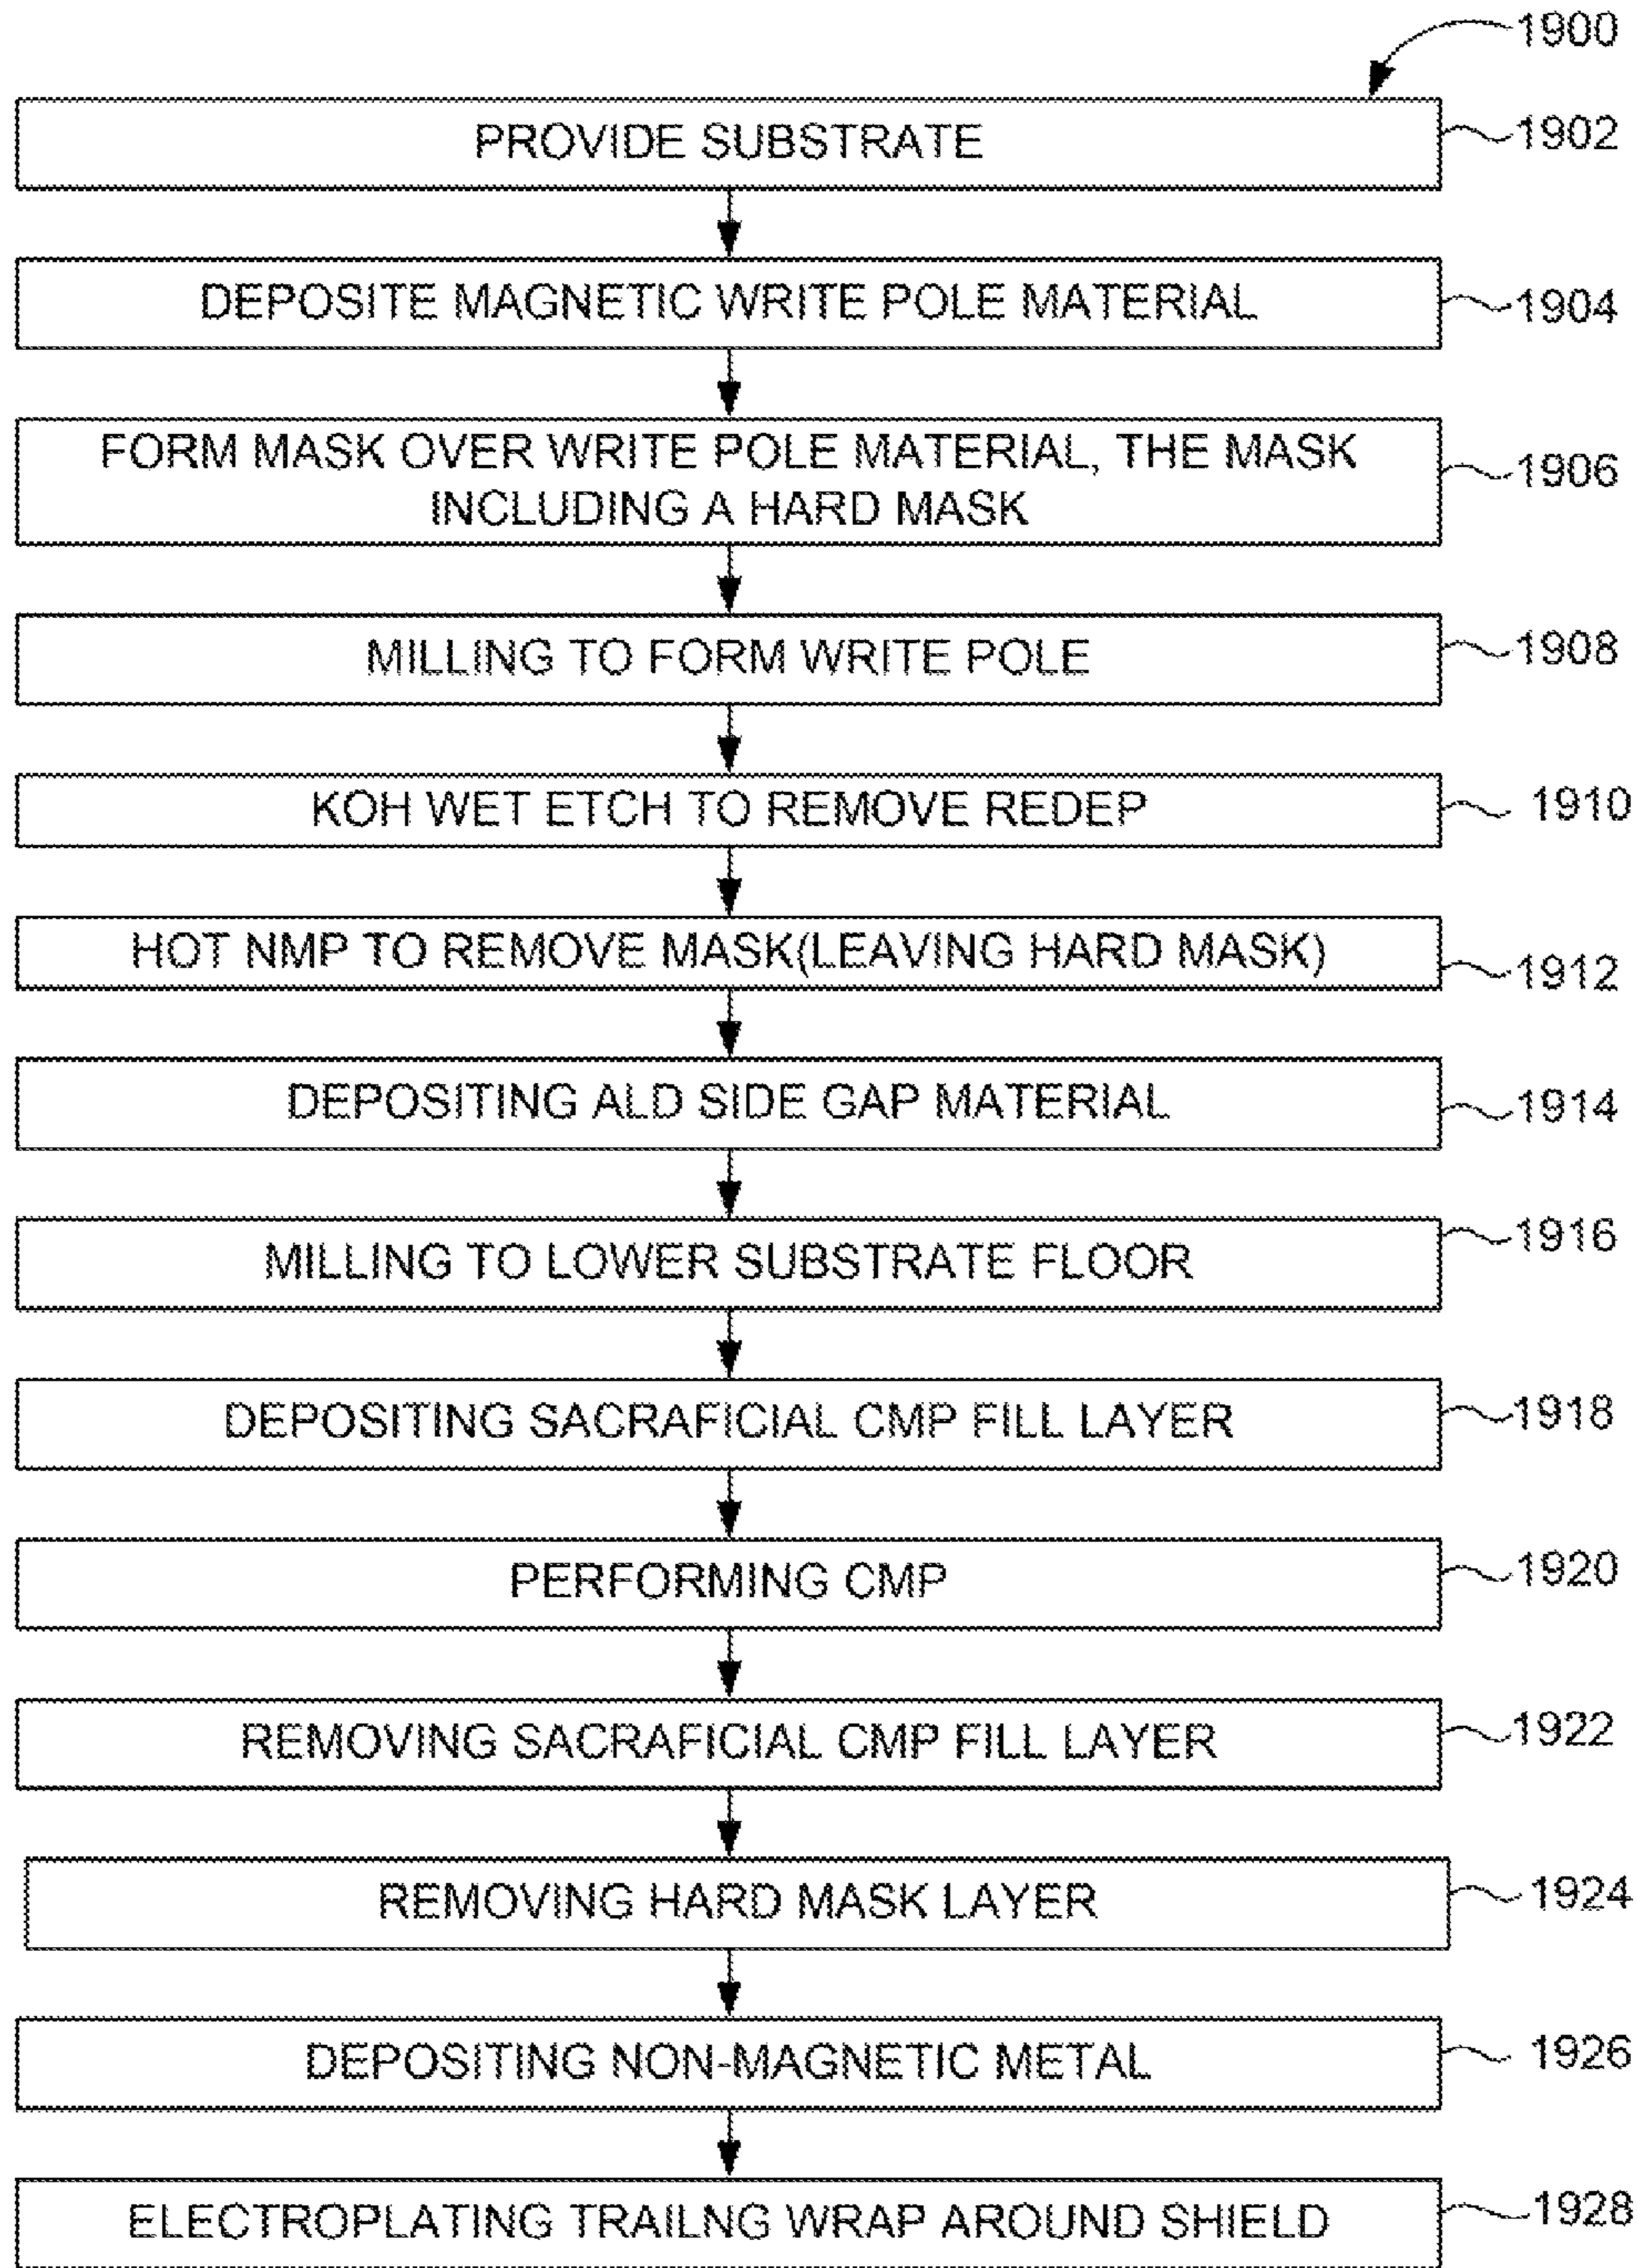 1900
PROVIDE SUBSTRATE 1902
DEPOSITE MAGNETIC WRITE POLE MATERIAL 1904
FORM MASK OVER WRITE POLE MATERIAL, THE MASK 1906
INCLUDING A HARD MASK
MILLING TO FORM WRITE POLE 1908
KOH WET ETCH TO REMOVE REDEP 1910
HOT NMP TO REMOVE MASK(LEAVING HARD MASK) 1912
DEPOSITING ALD SIDE GAP MATERIAL 1914
MILLING TO LOWER SUBSTRATE FLOOR 1916
DEPOSITING SACRAFICIAL CMP FILL LAYER 1918
PERFORMING CMP 1920
REMOVING SACRAFICIAL CMP FILL LAYER 1922
REMOVING HARD MASK LAYER 1924
DEPOSITING NON-MAGNETIC METAL 1926
ELECTROPLATING TRAILNG WRAP AROUND SHIELD 1928